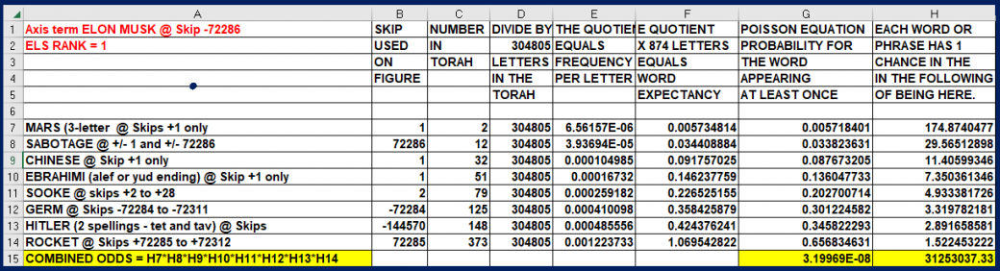 A B C D E F G H
1 Axis term ELON MUSK @ Skip -72286 SKIP NUMBER DIVIDE BY THE QUOTIEN E QUOTIENT POISSON EQUATION EACH WORD OR
2 ELS RANK = 1 USED IN 304805 EQUALS X 874 LETTERS PROBABILITY FOR PHRASE HAS 1
3 ON TORAH LETTERS FREQUENCY EQUALS THE WORD CHANCE IN THE
4 FIGURE IN THE PER LETTER WORD APPEARING IN THE FOLLOWING
5 TORAH EXPECTANCY AT LEAST ONCE OF BEING HERE.
6
7 MARS (3-letter @ Skips +1 only 1 2 304805 6.56157E-06 0.005734814 0.005718401 174.8740477
8 SABOTAGE @ +/- 1 and +/- 72286 72286 12 304805 3.93694E-05 0.034408884 0.033823631 29.56512898
9 CHINESE @ Skip +1 only 1 32 304805 0.000104985 0.091757025 0.087673205 11.40599346
10 EBRAHIMI (alef or yud ending) @ Skip +1 only 1 51 304805 0.00016732 0.146237759 0.136047733 7.350361346
11 SOOKE @ skips +2 to +28 2 79 304805 0.000259182 0.226525155 0.202700714 4.933381726
12 GERM @ Skips -72284 to -72311 -72284 125 304805 0.000410098 0.358425879 0.301224582 3.319782181
13 HITLER (2 spellings - tet and tav) @ Skips -144570 148 304805 0.000485556 0.424376241 0.345822293 2.891658581
14 ROCKET @ Skips +72285 to +72312 72285 373 304805 0.001223733 1.069542822 0.656834631 1.522453222
15 COMBINED ODDS = H7*H8*H9*H10*H11*H12*H13*H14 3.19969E-08 31253037.33